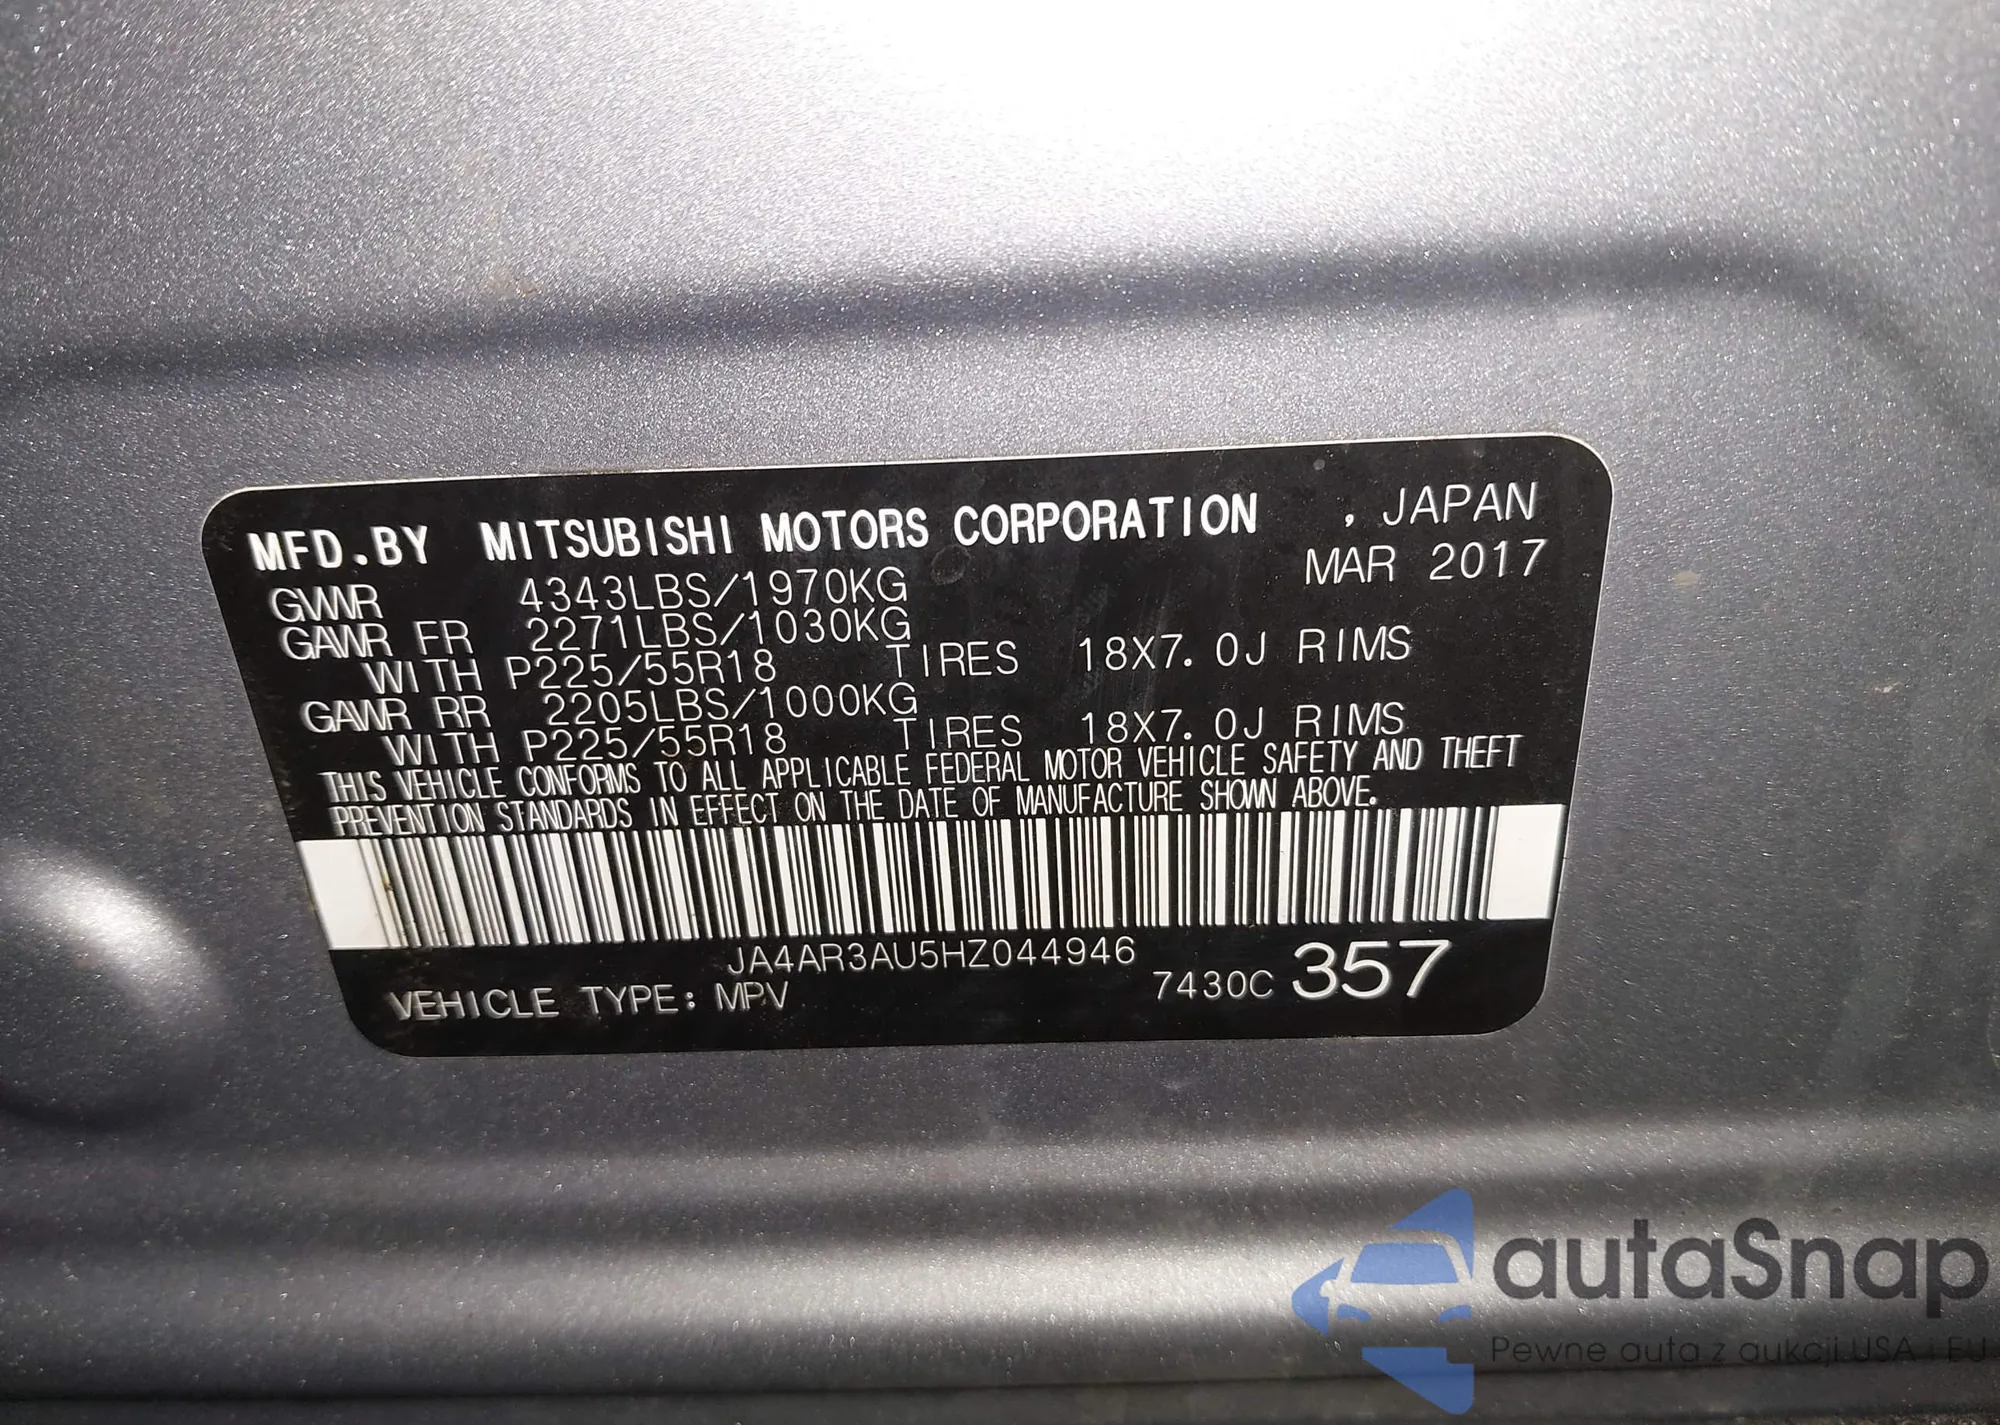 MFD.BY MITSUBISHI MOTORS CORPORATION , JAPAN
MAR 2017
GVWR 4343LBS/1970KG
GAWR FR 2271LBS/1030KG
WITH P225/55R18 TIRES 18X7.0J RIMS
GAWR RR 2205LBS/1000KG
WITH P225/55R18 TIRES 18X7.0J RIMS
THIS VEHICLE CONFORMS TO ALL APPLICABLE FEDERAL MOTOR VEHICLE SAFETY AND THEFT
PREVENTION STANDARDS IN EFFECT ON THE DATE OF MANUFACTURE SHOWN ABOVE.
JA4AR3AU5HZ044946
VEHICLE TYPE: MPV 7430C 357
autaSnap
Pewne auta z aukcji USA i EU